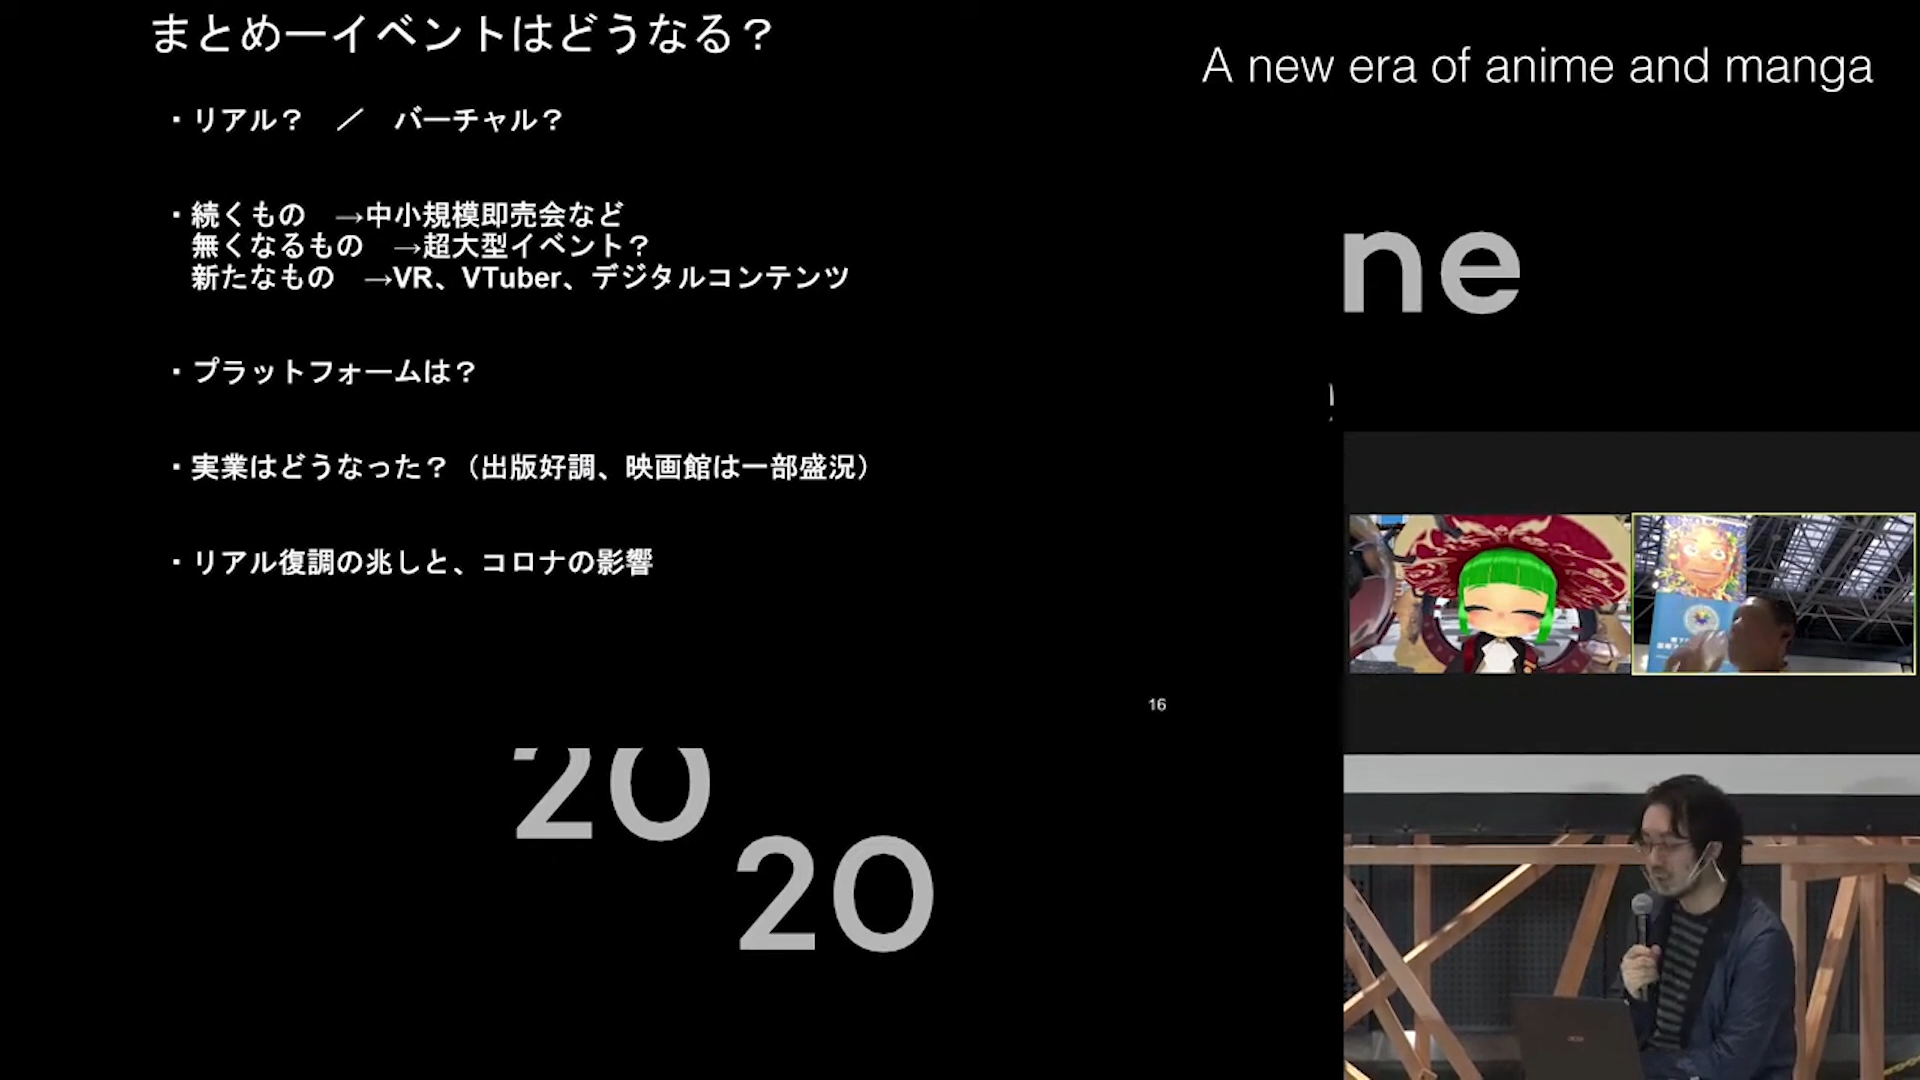 まとめーイベントはどうなる？
A new era of anime and manga
・リアル？　／　バーチャル？
・続くもの　→中小規模即売会など
無くなるもの　→超大型イベント？
新たなもの　→VR、VTuber、デジタルコンテンツ
ne
・プラットフォームは？
・実業はどうなった？（出版好調、映画館は一部盛況）
・リアル復調の兆しと、コロナの影響
16
20
20